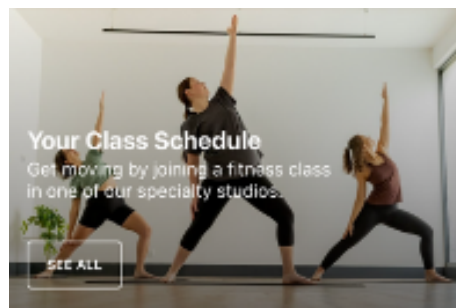 Your Class Schedule
Get moving by joining a fitness class
in one of our specialty studios.
SEE ALL